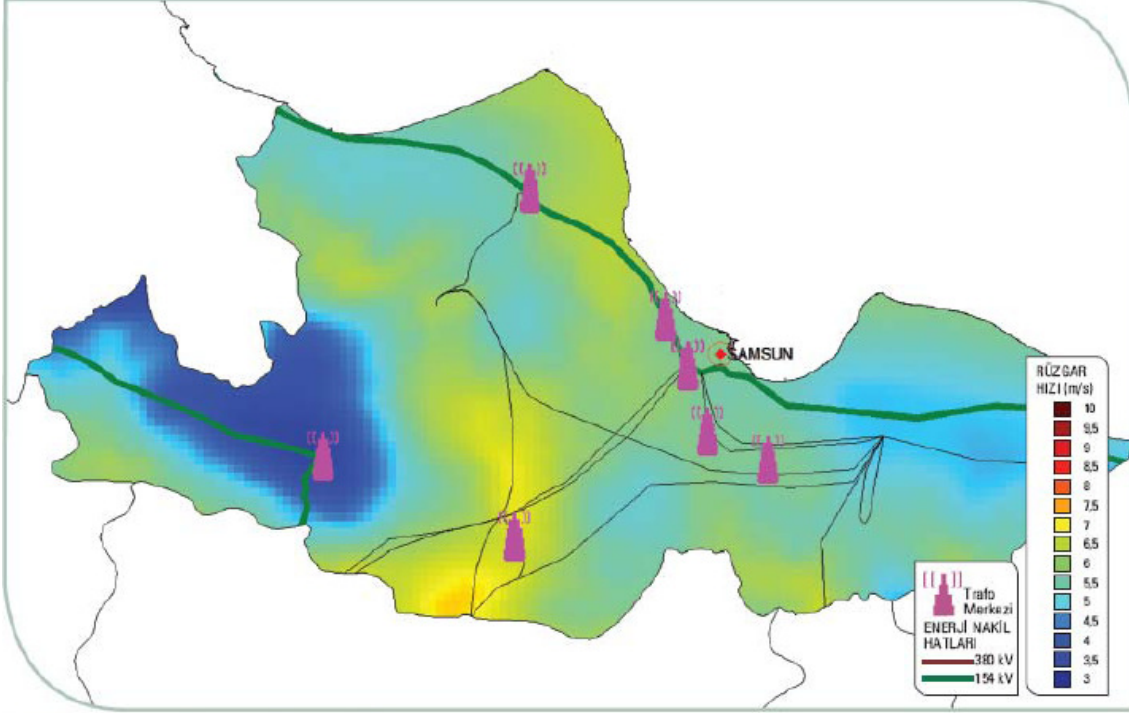 SAMSUN
RÜZGAR
HIZI (m/s)
10
9,5
9
8,5
8
7,5
7
6,5
6
5,5
5
4,5
4
3,5
3
Trafo
Merkezi
ENERJİ NAKİL
HATLARI
380 kV
154 kV